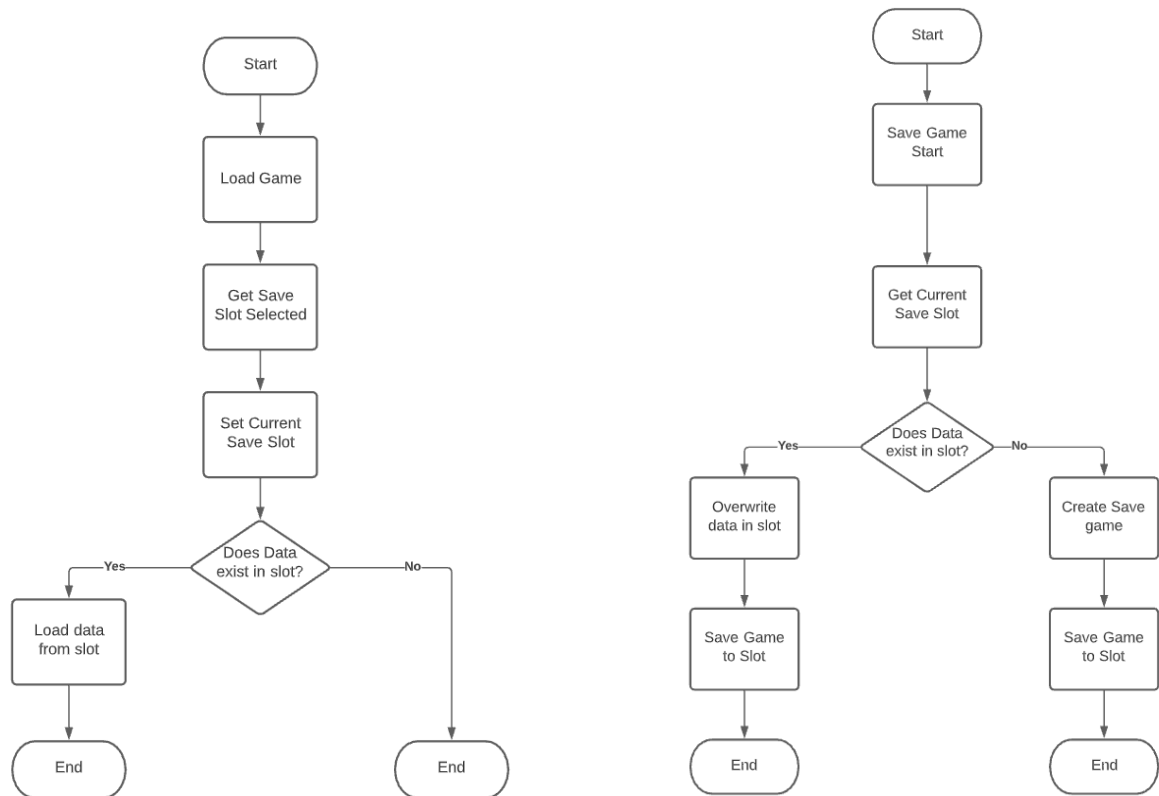 Start
Load Game
Get Save
Slot Selected
Set Current
Save Slot
Does Data
exist in slot?
Yes
No
Load data
from slot
End
End
Start
Save Game
Start
Get Current
Save Slot
Does Data
exist in slot?
Yes
No
Overwrite
data in slot
Create Save
game
Save Game
to Slot
Save Game
to Slot
End
End